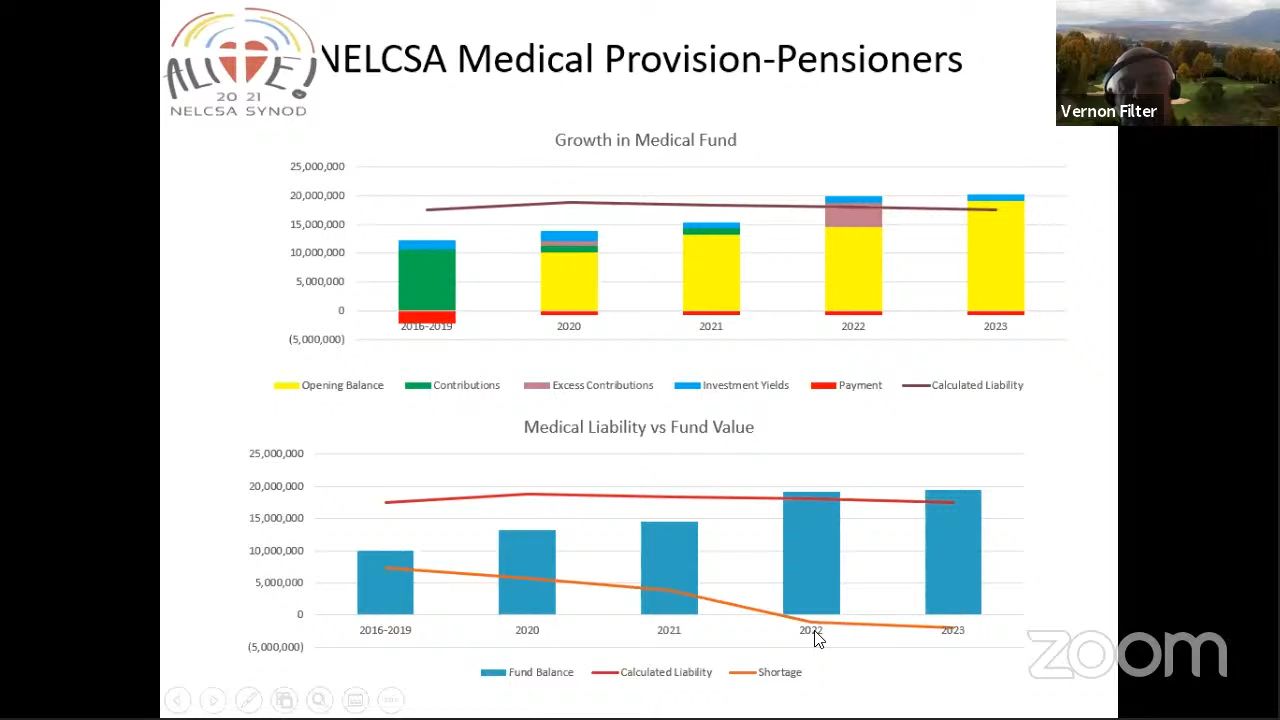 ALIVE!
20 21
NELCSA SYNOD
NELCSA Medical Provision-Pensioners
Vernon Filter
Growth in Medical Fund
25,000,000
20,000,000
15,000,000
10,000,000
5,000,000
0
(5,000,000)
2016-2019 2020 2021 2022 2023
Opening Balance Contributions Excess Contributions Investment Yields Payment Calculated Liability
Medical Liability vs Fund Value
25,000,000
20,000,000
15,000,000
10,000,000
5,000,000
0
(5,000,000)
2016-2019 2020 2021 2022 2023
Fund Balance Calculated Liability Shortage
zoom